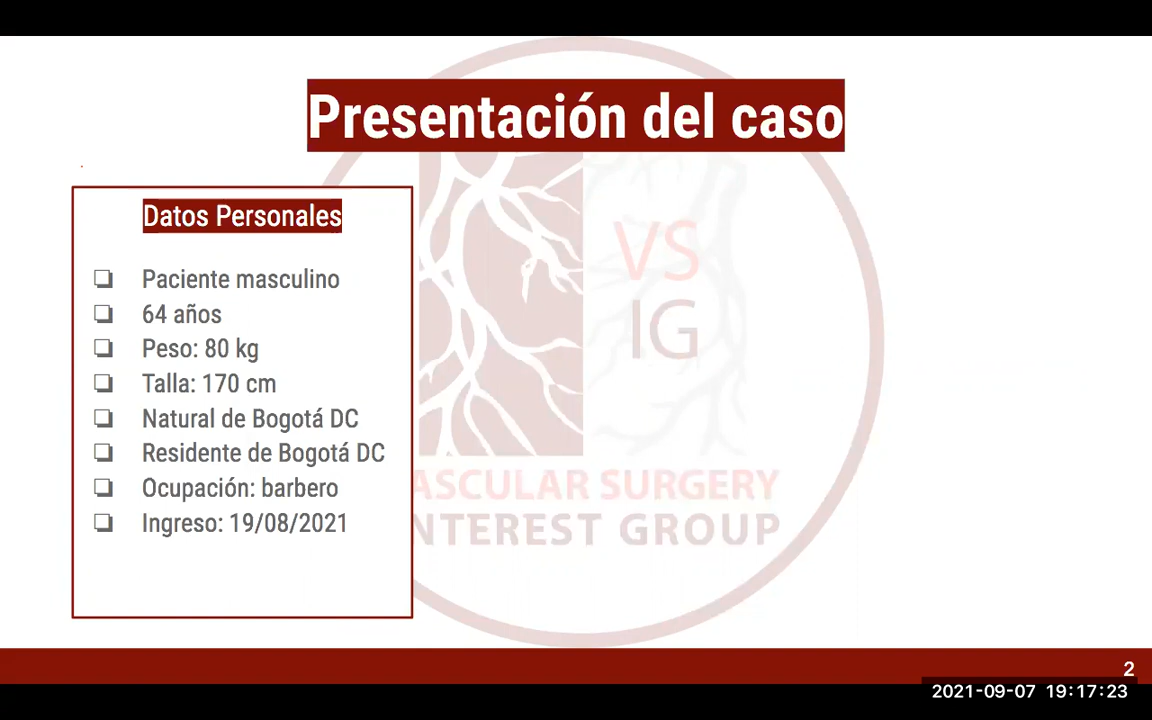 Presentación del caso
Datos Personales
❏ Paciente masculino
❏ 64 años
❏ Peso: 80 kg
❏ Talla: 170 cm
❏ Natural de Bogotá DC
❏ Residente de Bogotá DC
❏ Ocupación: barbero
❏ Ingreso: 19/08/2021
VS
IG
ASCULAR SURGERY
NTEREST GROUP
2
2021-09-07 19:17:23